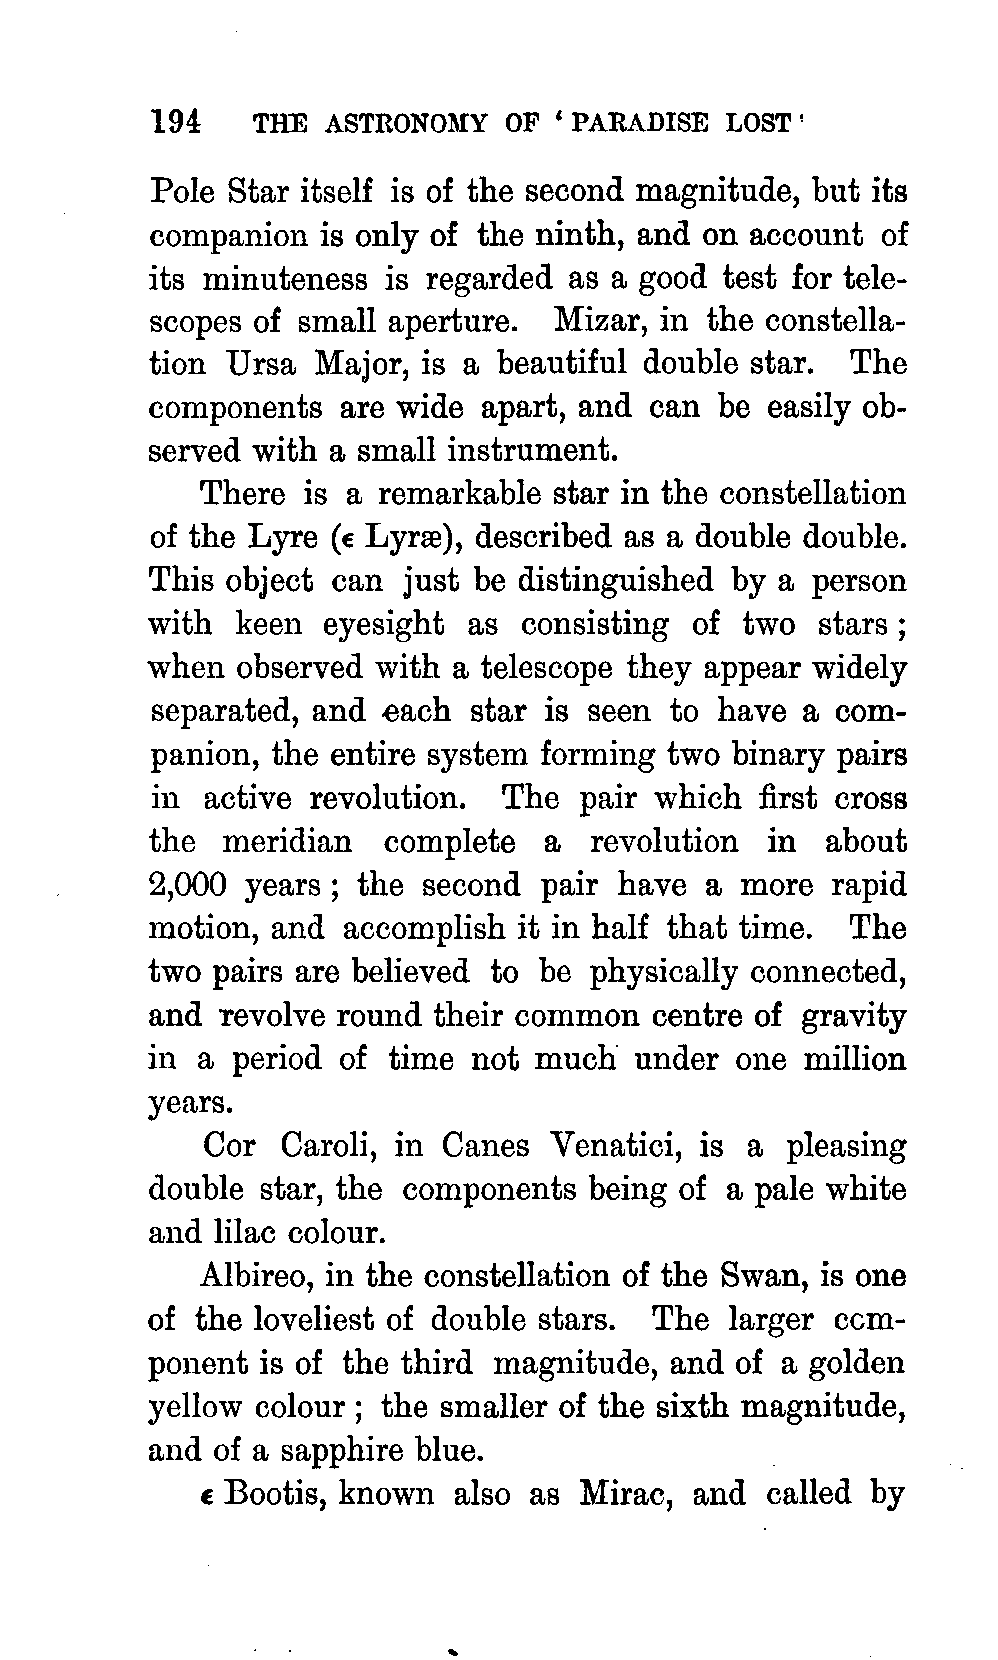 194 THE ASTRONOMY OF ‘PARADISE LOST’
Pole Star itself is of the second magnitude, but its
companion is only of the ninth, and on account of
its minuteness is regarded as a good test for tele-
scopes of small aperture. Mizar, in the constella-
tion Ursa Major, is a beautiful double star. The
components are wide apart, and can be easily ob-
served with a small instrument.
There is a remarkable star in the constellation
of the Lyre (ϵ Lyræ), described as a double double.
This object can just be distinguished by a person
with keen eyesight as consisting of two stars ;
when observed with a telescope they appear widely
separated, and each star is seen to have a com-
panion, the entire system forming two binary pairs
in active revolution. The pair which first cross
the meridian complete a revolution in about
2,000 years ; the second pair have a more rapid
motion, and accomplish it in half that time. The
two pairs are believed to be physically connected,
and revolve round their common centre of gravity
in a period of time not much under one million
years.
Cor Caroli, in Canes Venatici, is a pleasing
double star, the components being of a pale white
and lilac colour.
Albireo, in the constellation of the Swan, is one
of the loveliest of double stars. The larger com-
ponent is of the third magnitude, and of a golden
yellow colour ; the smaller of the sixth magnitude,
and of a sapphire blue.
ϵ Bootis, known also as Mirac, and called by